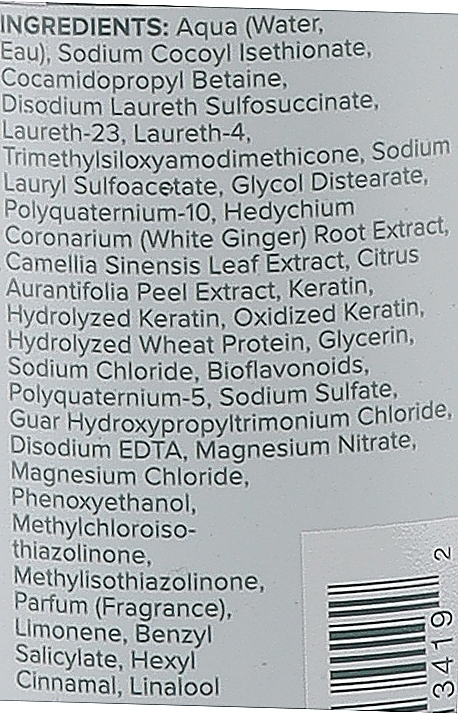 INGREDIENTS: Aqua (Water,
Eau), Sodium Cocoyl Isethionate,
Cocamidopropyl Betaine,
Disodium Laureth Sulfosuccinate,
Laureth-23, Laureth-4,
Trimethylsiloxyamodimethicone, Sodium
Lauryl Sulfoacetate, Glycol Distearate,
Polyquaternium-10, Hedychium
Coronarium (White Ginger) Root Extract,
Camellia Sinensis Leaf Extract, Citrus
Aurantifolia Peel Extract, Keratin,
Hydrolyzed Keratin, Oxidized Keratin,
Hydrolyzed Wheat Protein, Glycerin,
Sodium Chloride, Bioflavonoids,
Polyquaternium-5, Sodium Sulfate,
Guar Hydroxypropyltrimonium Chloride,
Disodium EDTA, Magnesium Nitrate,
Magnesium Chloride,
Phenoxyethanol,
Methylchloroiso-
thiazolinone,
Methylisothiazolinone,
Parfum (Fragrance),
Limonene, Benzyl
Salicylate, Hexyl
Cinnamal, Linalool
3419 2